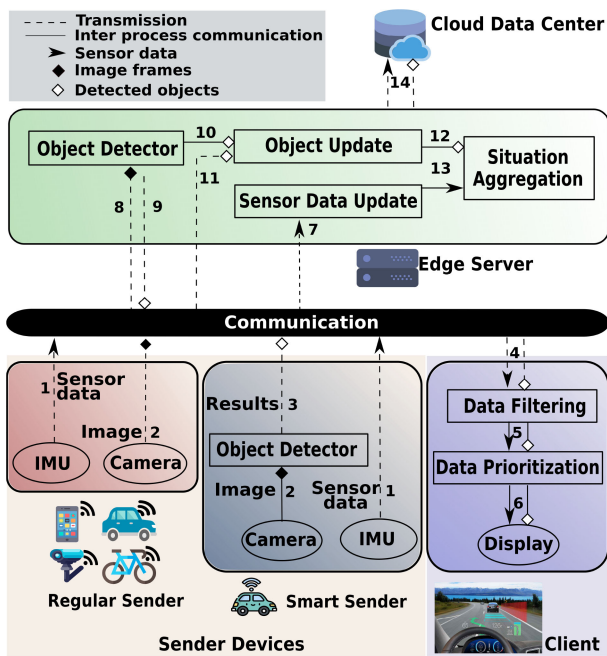 Transmission
Inter process communication
Sensor data
Image frames
Detected objects
Cloud Data Center
14
Object Detector
10
Object Update
12
Situation
Aggregation
11
13
Sensor Data Update
8
9
7
Edge Server
Communication
1
Sensor
data
Image 2
IMU
Camera
Regular Sender
Results 3
Object Detector
Image 2
Sensor
data
1
Camera
IMU
Smart Sender
Sender Devices
4
Data Filtering
5
Data Prioritization
6
Display
Client